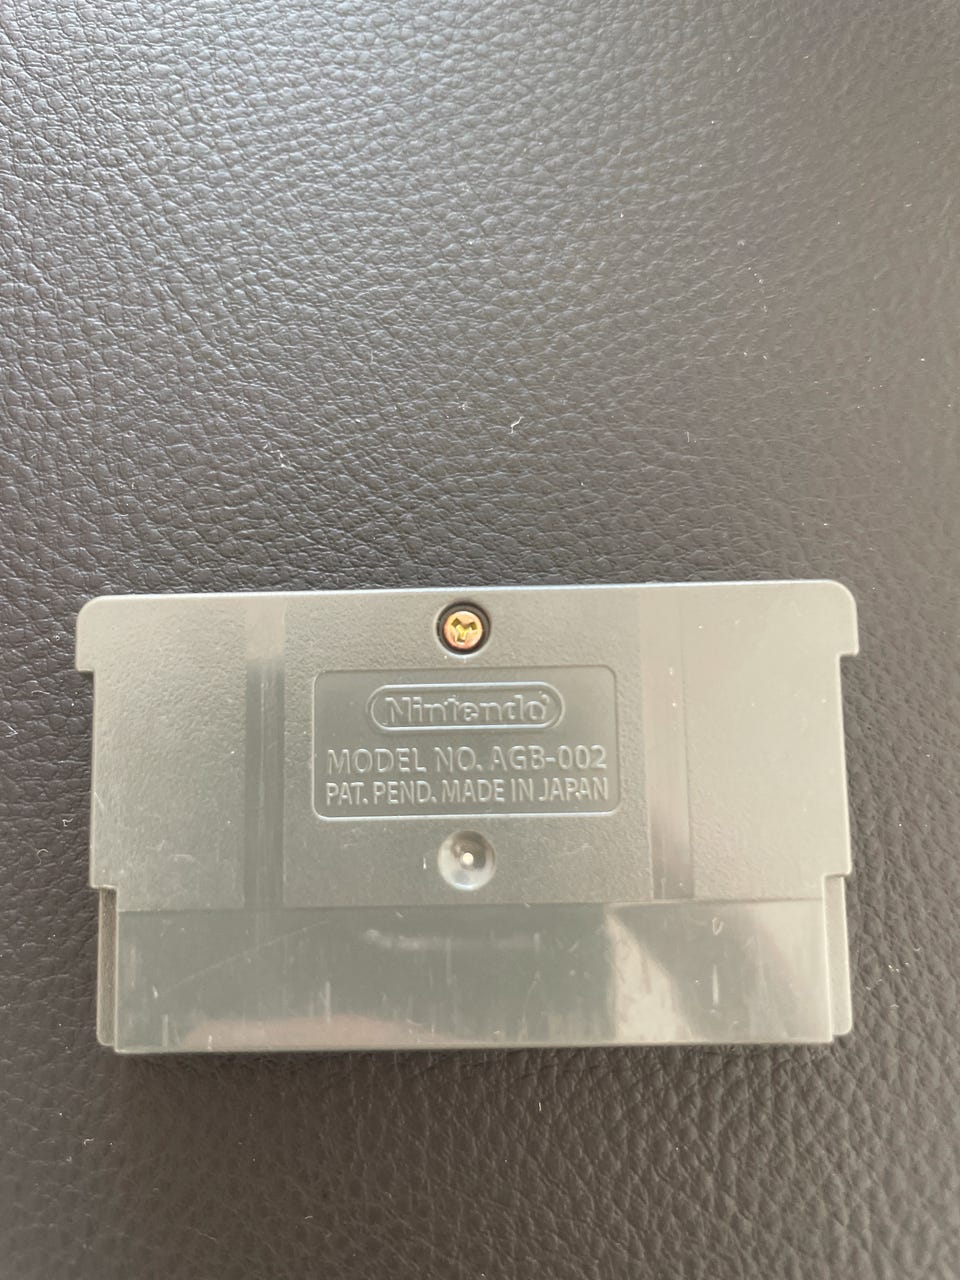 Nintendo
MODEL NO. AGB-002
PAT. PEND. MADE IN JAPAN